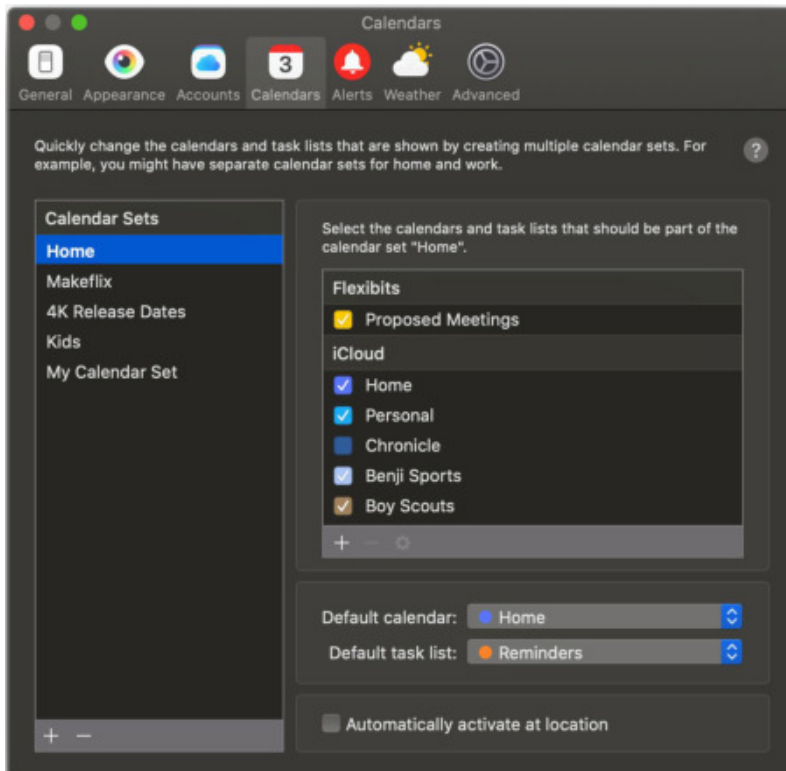 Calendars
3
General Appearance Accounts Calendars Alerts Weather Advanced
Quickly change the calendars and task lists that are shown by creating multiple calendar sets. For
example, you might have separate calendar sets for home and work.
?
Calendar Sets
Home
Makeflix
4K Release Dates
Kids
My Calendar Set
Select the calendars and task lists that should be part of the
calendar set "Home".
Flexibits
Proposed Meetings
iCloud
Home
Personal
Chronicle
Benji Sports
Boy Scouts
Default calendar: Home
Default task list: Reminders
Automatically activate at location